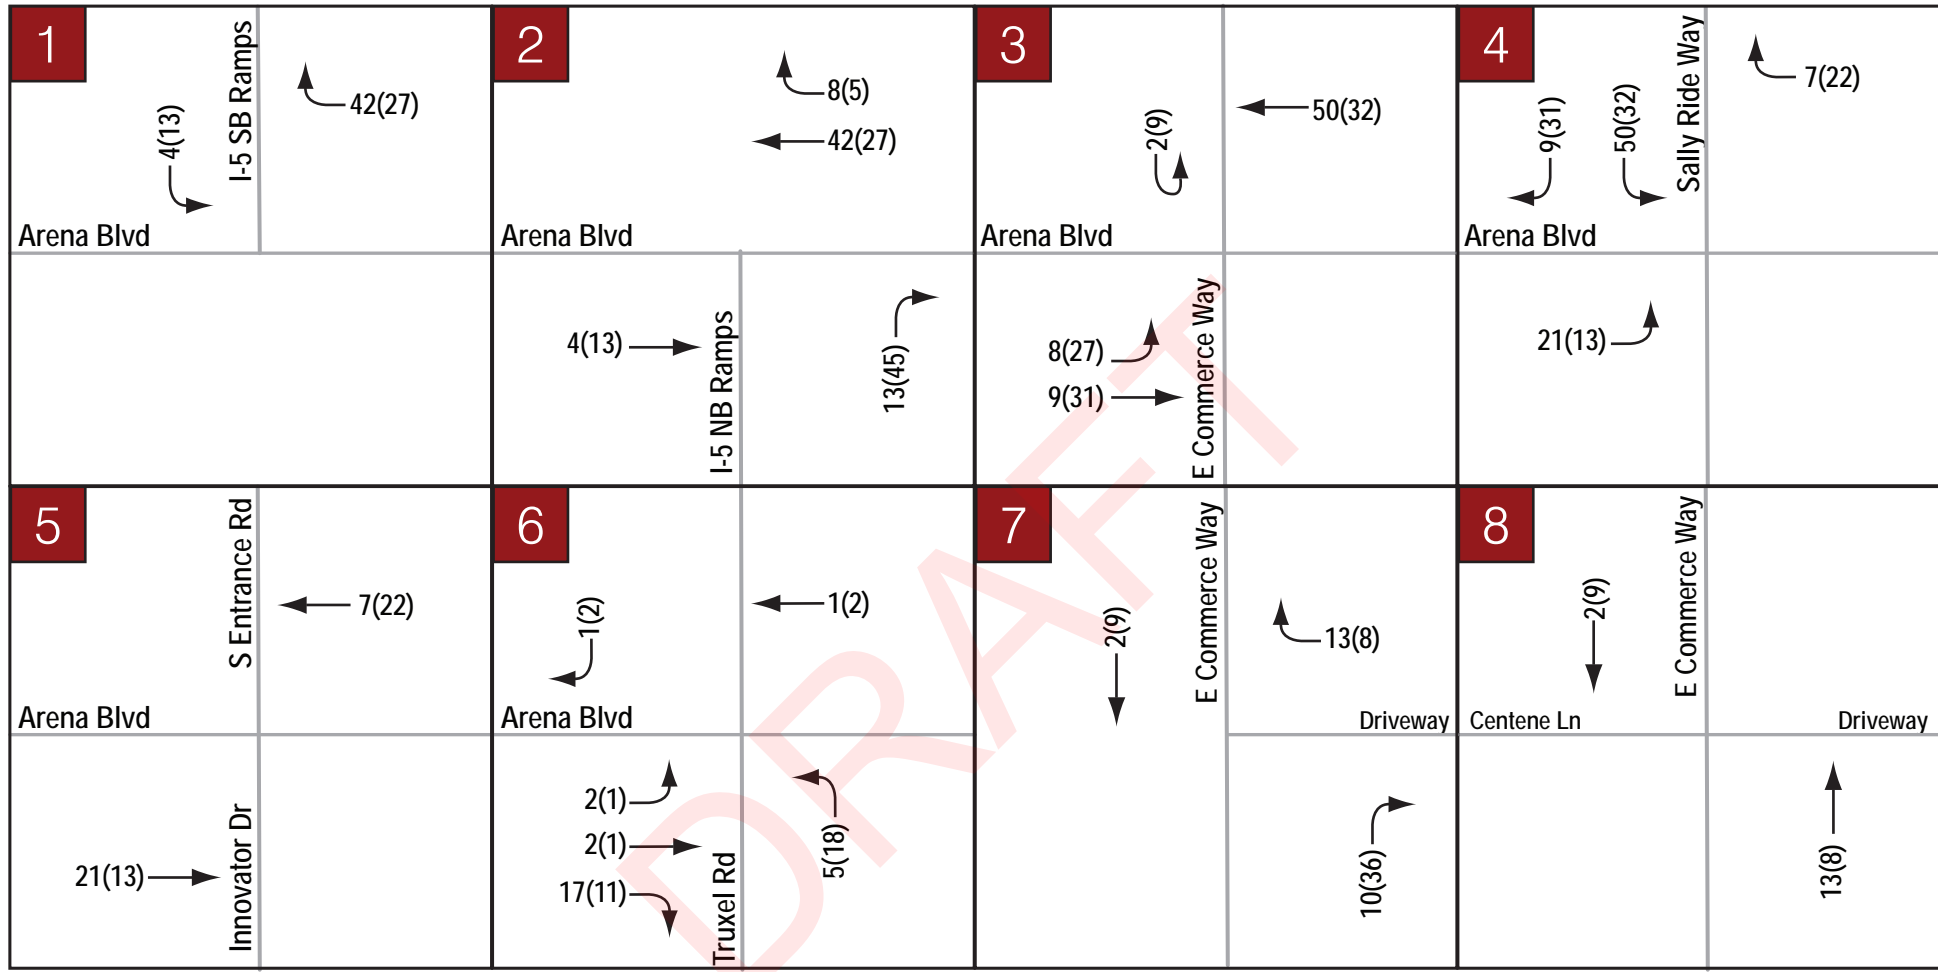 1
I-5 SB Ramps
42(27)
4(13)
Arena Blvd
2
8(5)
42(27)
Arena Blvd
4(13)
I-5 NB Ramps
13(45)
3
2(9)
50(32)
Arena Blvd
8(27)
9(31)
E Commerce Way
4
9(31)
50(32)
Sally Ride Way
7(22)
Arena Blvd
21(13)
5
S Entrance Rd
7(22)
Arena Blvd
21(13)
Innovator Dr
6
1(2)
1(2)
Arena Blvd
2(1)
2(1)
17(11)
Truxel Rd
5(18)
7
2(9)
E Commerce Way
13(8)
Driveway
10(36)
8
2(9)
E Commerce Way
Centene Ln
Driveway
13(8)
DRAFT